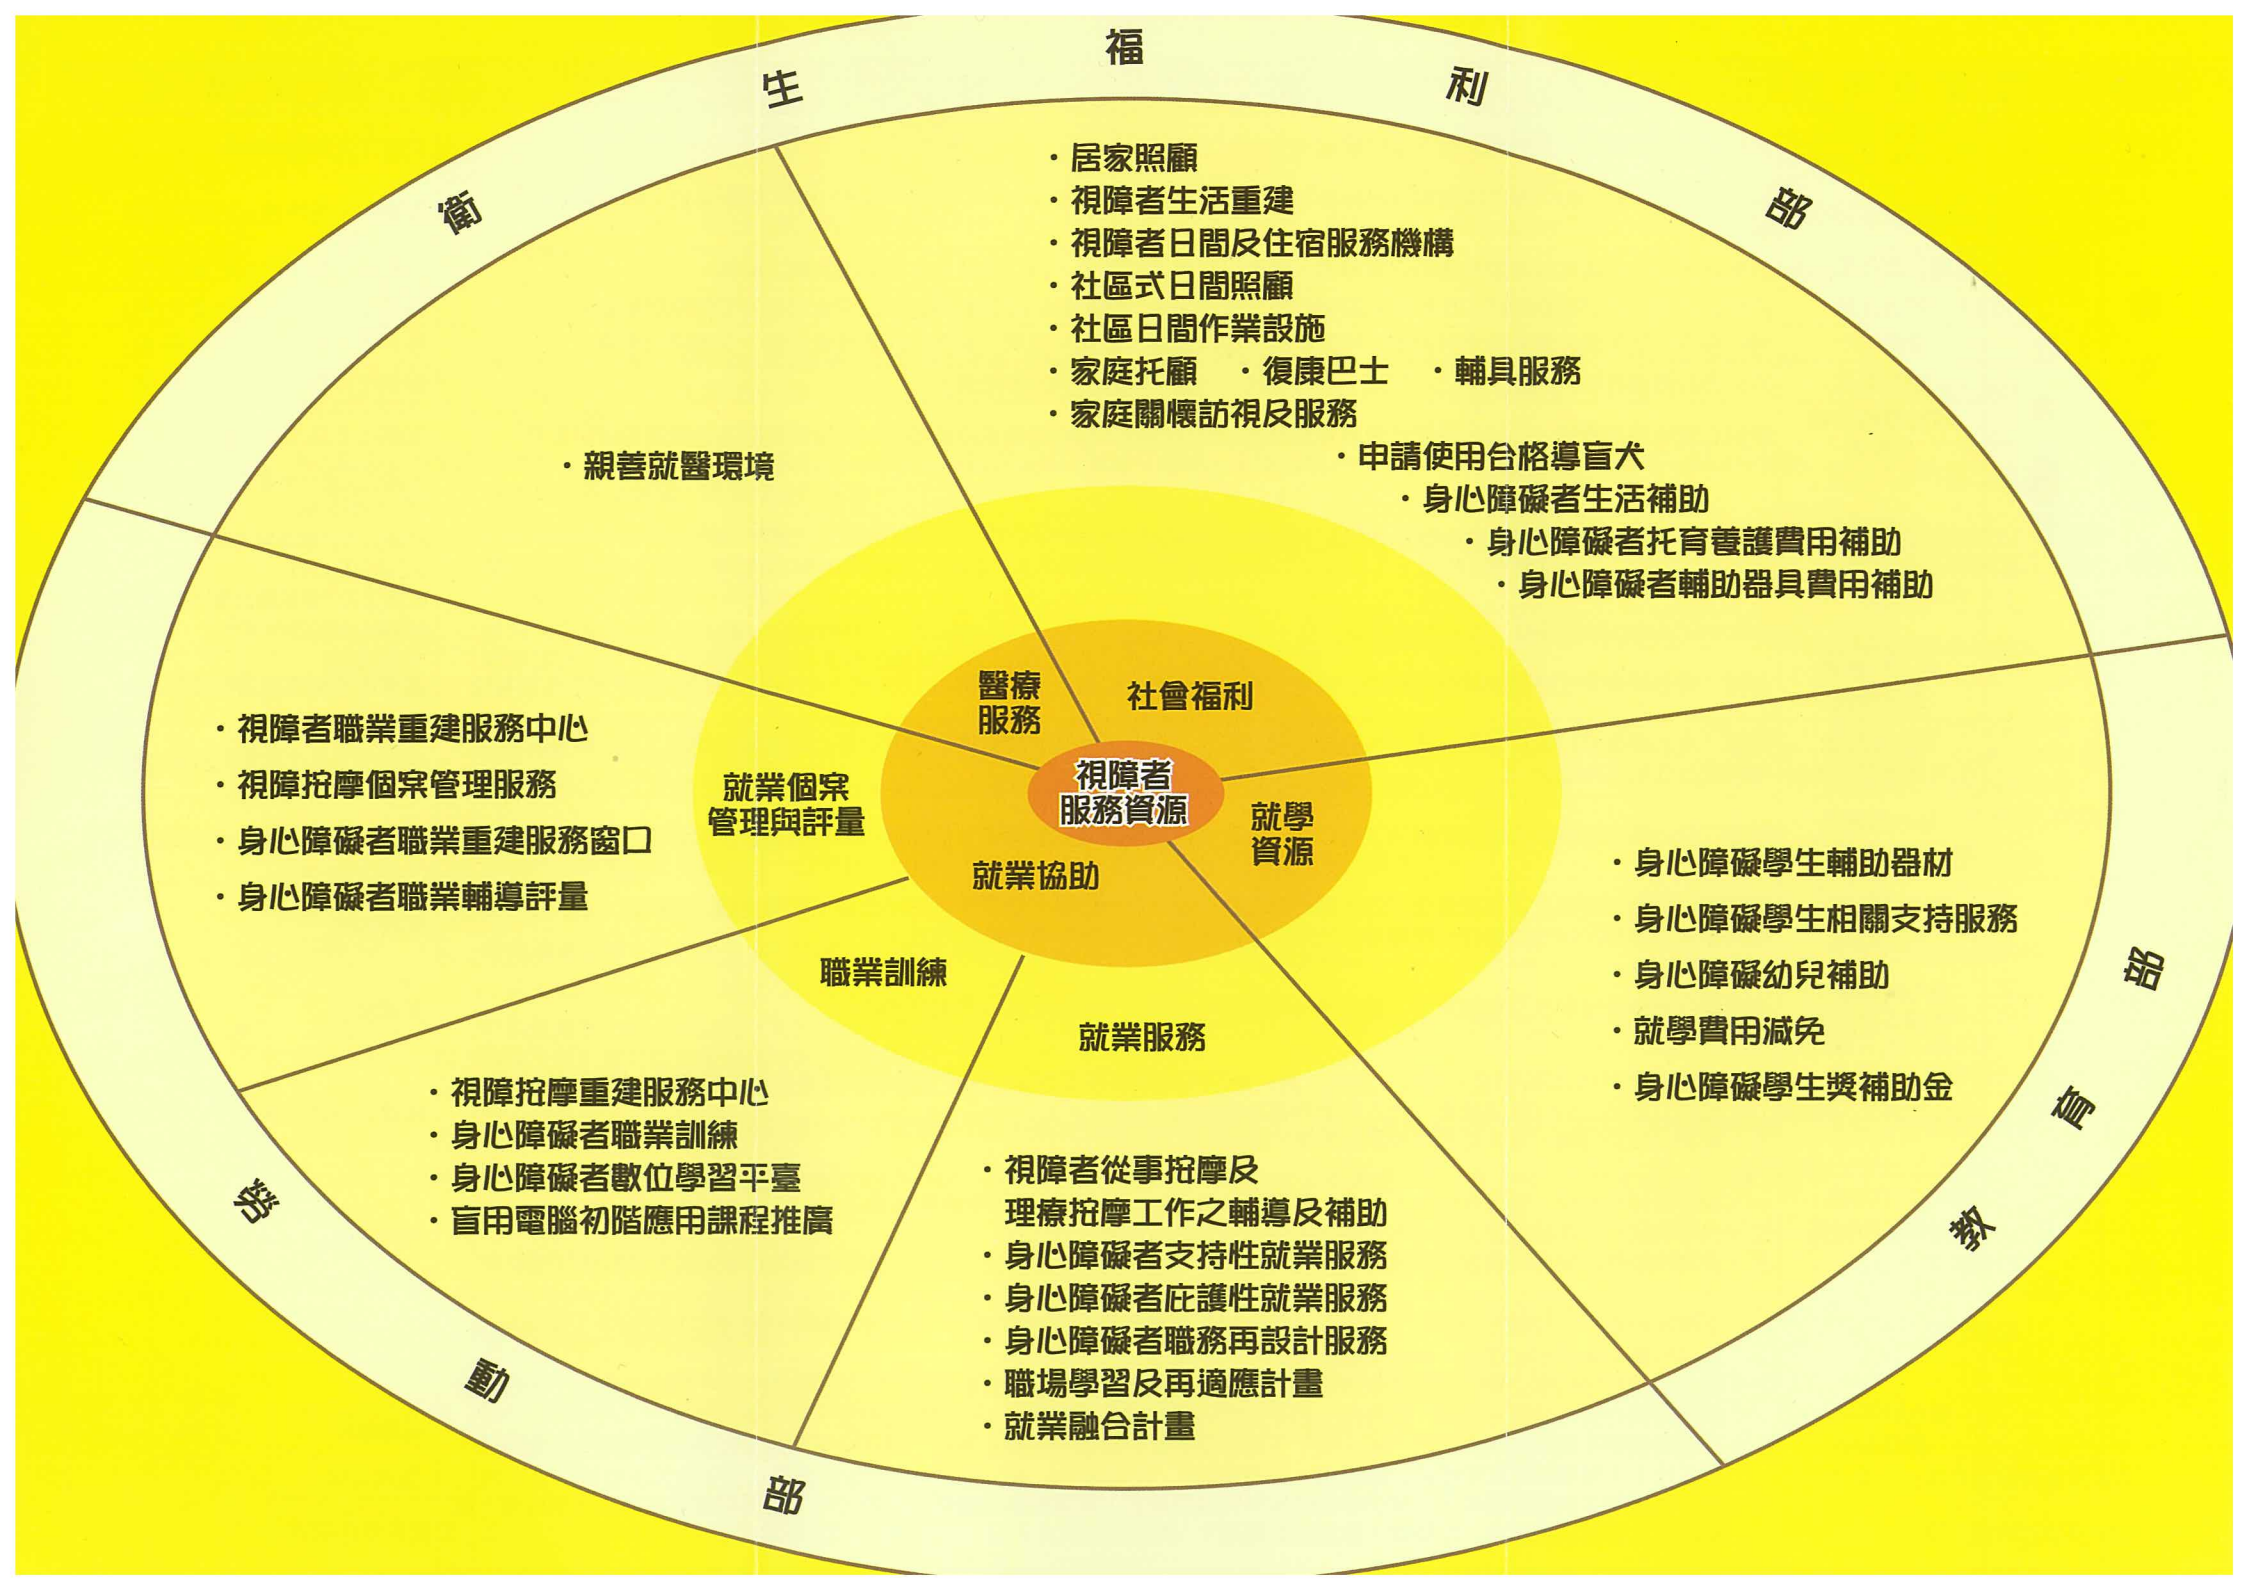 衛生福利部
・居家照顧
・視障者生活重建
・視障者日間及住宿服務機構
・社區式日間照顧
・社區日間作業設施
・家庭托顧 ・復康巴士 ・輔具服務
・家庭關懷訪視及服務
・申請使用合格導盲犬
・身心障礙者生活補助
・身心障礙者托育養護費用補助
・身心障礙者輔助器具費用補助
・親善就醫環境
醫療
服務
社會福利
視障者
服務資源
就學
資源
就業協助
就業個案
管理與評量
職業訓練
就業服務
・視障者職業重建服務中心
・視障按摩個案管理服務
・身心障礙者職業重建服務窗口
・身心障礙者職業輔導評量
・身心障礙學生輔助器材
・身心障礙學生相關支持服務
・身心障礙幼兒補助
・就學費用減免
・身心障礙學生獎補助金
教育部
・視障按摩重建服務中心
・身心障礙者職業訓練
・身心障礙者數位學習平臺
・盲用電腦初階應用課程推廣
・視障者從事按摩及
理療按摩工作之輔導及補助
・身心障礙者支持性就業服務
・身心障礙者庇護性就業服務
・身心障礙者職務再設計服務
・職場學習及再適應計畫
・就業融合計畫
勞動部